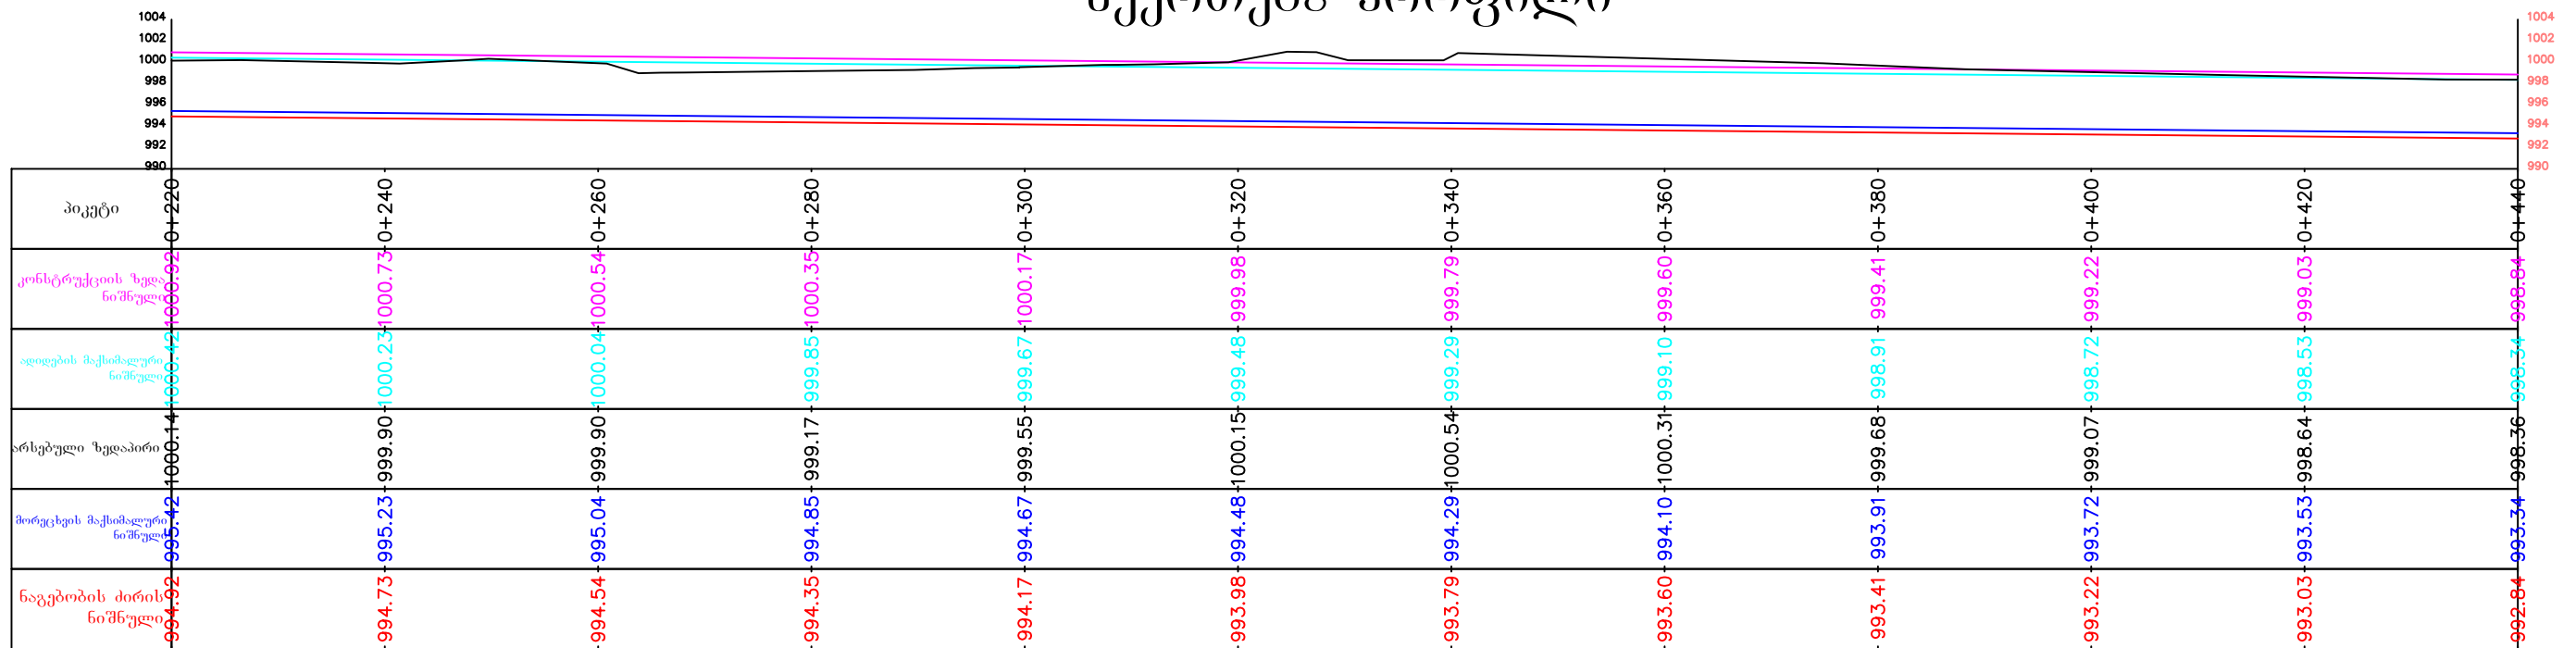 1004 1004
1002 1002
1000 1000
998 998
996 996
994 994
992 992
990 990
პიკეტი 0+220 0+240 0+260 0+280 0+300 0+320 0+340 0+360 0+380 0+400 0+420 0+440
კონსტრუქციის ზედა
ნიშნული 1000.92 1000.73 1000.54 1000.35 1000.17 999.98 999.79 999.60 999.41 999.22 999.03 998.84
ადიდების მაქსიმალური
ნიშნული 1000.42 1000.23 1000.04 999.85 999.67 999.48 999.29 999.10 998.91 998.72 998.53 998.34
არსებული ზედაპირი 1000.14 999.90 999.90 999.17 999.55 1000.15 1000.54 1000.31 999.68 999.07 998.64 998.36
მორეცხვის მაქსიმალური
ნიშნული 995.42 995.23 995.04 994.85 994.67 994.48 994.29 994.10 993.91 993.72 993.53 993.34
ნაგებობის ძირის
ნიშნული 994.92 994.73 994.54 994.35 994.17 993.98 993.79 993.60 993.41 993.22 993.03 992.84